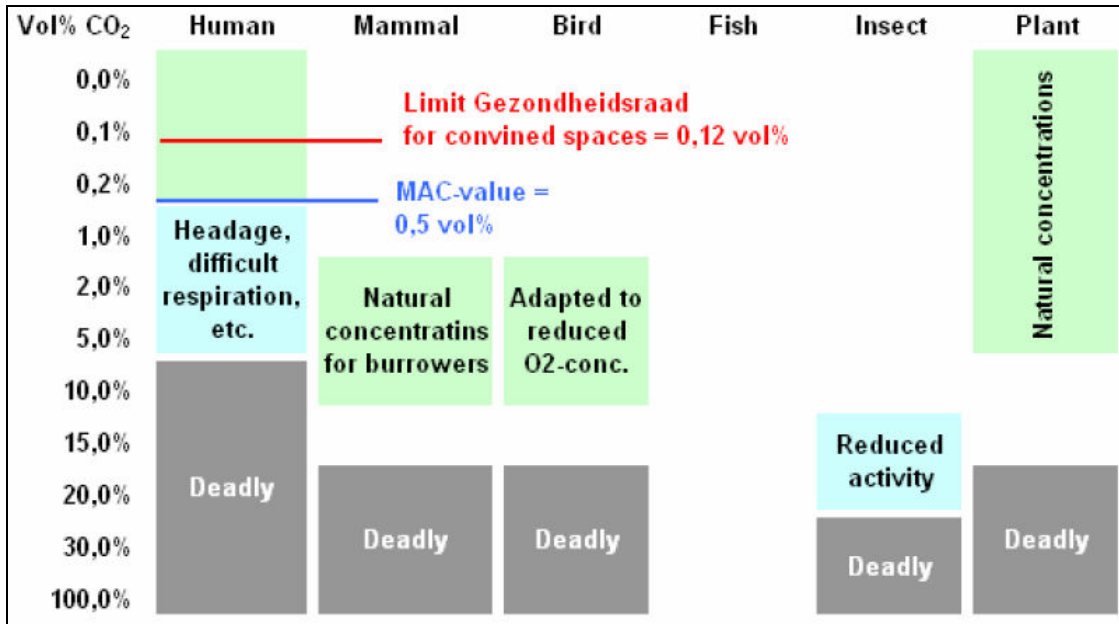 Vol% CO₂ Human Mammal Bird Fish Insect Plant
0,0%
0,1%
0,2%
1,0%
2,0%
5,0%
10,0%
15,0%
20,0%
30,0%
100,0%
Limit Gezondheidsraad
for convined spaces = 0,12 vol%
MAC-value =
0,5 vol%
Headage,
difficult
respiration,
etc.
Deadly
Natural
concentratins
for burrowers
Deadly
Adapted to
reduced
O2-conc.
Deadly
Reduced
activity
Deadly
Natural concentrations
Deadly